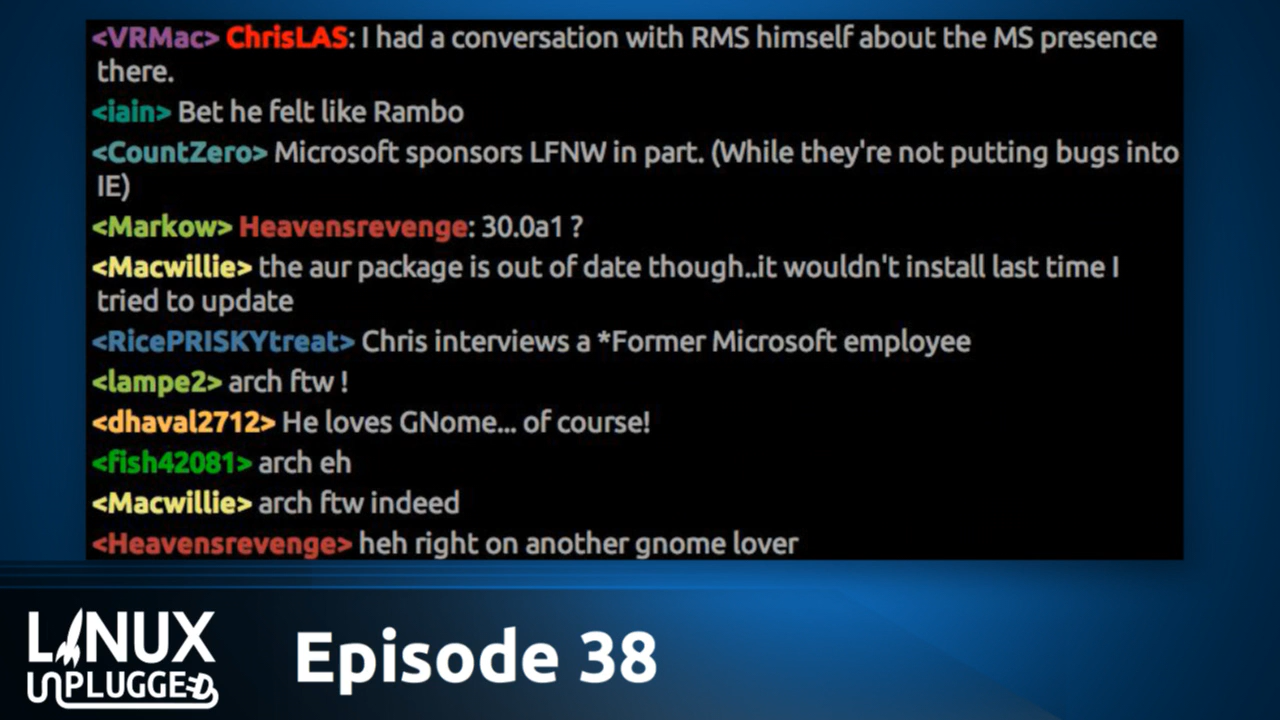 <VRMac> ChrisLAS: I had a conversation with RMS himself about the MS presence
there.
<iain> Bet he felt like Rambo
<CountZero> Microsoft sponsors LFNW in part. (While they're not putting bugs into
IE)
<Markow> Heavensrevenge: 30.0a1 ?
<Macwillie> the aur package is out of date though..it wouldn't install last time I
tried to update
<RicePRISKYtreat> Chris interviews a *Former Microsoft employee
<lampe2> arch ftw !
<dhaval2712> He loves GNome... of course!
<fish42081> arch eh
<Macwillie> arch ftw indeed
<Heavensrevenge> heh right on another gnome lover
LINUX
UNPLUGGED
Episode 38